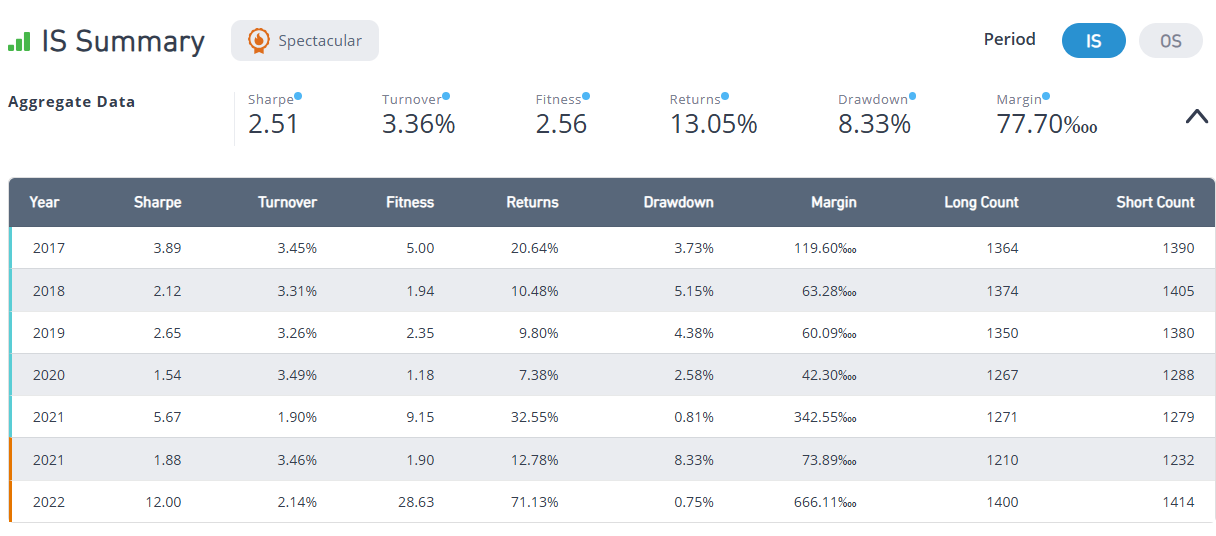 IS Summary Spectacular Period IS OS
Aggregate Data Sharpe Turnover Fitness Returns Drawdown Margin
2.51 3.36% 2.56 13.05% 8.33% 77.70‱
Year Sharpe Turnover Fitness Returns Drawdown Margin Long Count Short Count
2017 3.89 3.45% 5.00 20.64% 3.73% 119.60‱ 1364 1390
2018 2.12 3.31% 1.94 10.48% 5.15% 63.28‱ 1374 1405
2019 2.65 3.26% 2.35 9.80% 4.38% 60.09‱ 1350 1380
2020 1.54 3.49% 1.18 7.38% 2.58% 42.30‱ 1267 1288
2021 5.67 1.90% 9.15 32.55% 0.81% 342.55‱ 1271 1279
2021 1.88 3.46% 1.90 12.78% 8.33% 73.89‱ 1210 1232
2022 12.00 2.14% 28.63 71.13% 0.75% 666.11‱ 1400 1414